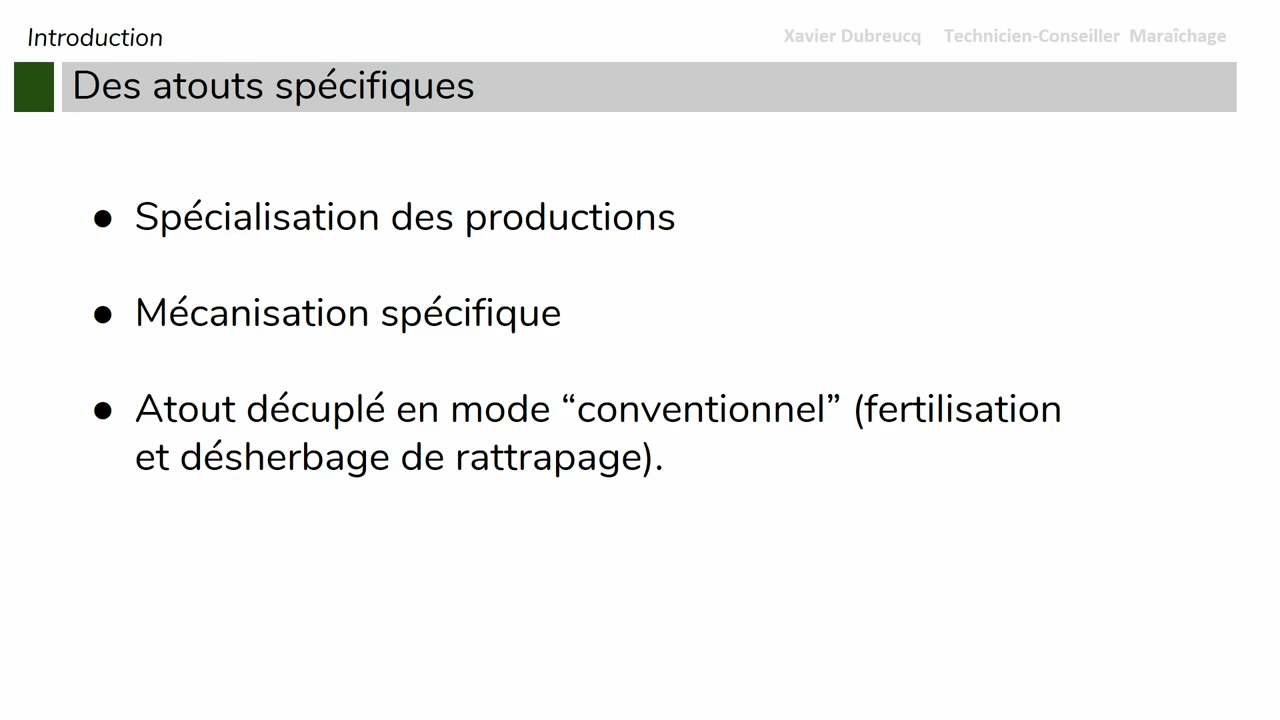 Introduction
Xavier Dubreucq Technicien-Conseiller Maraîchage
Des atouts spécifiques
● Spécialisation des productions
● Mécanisation spécifique
● Atout décuplé en mode “conventionnel” (fertilisation
et désherbage de rattrapage).